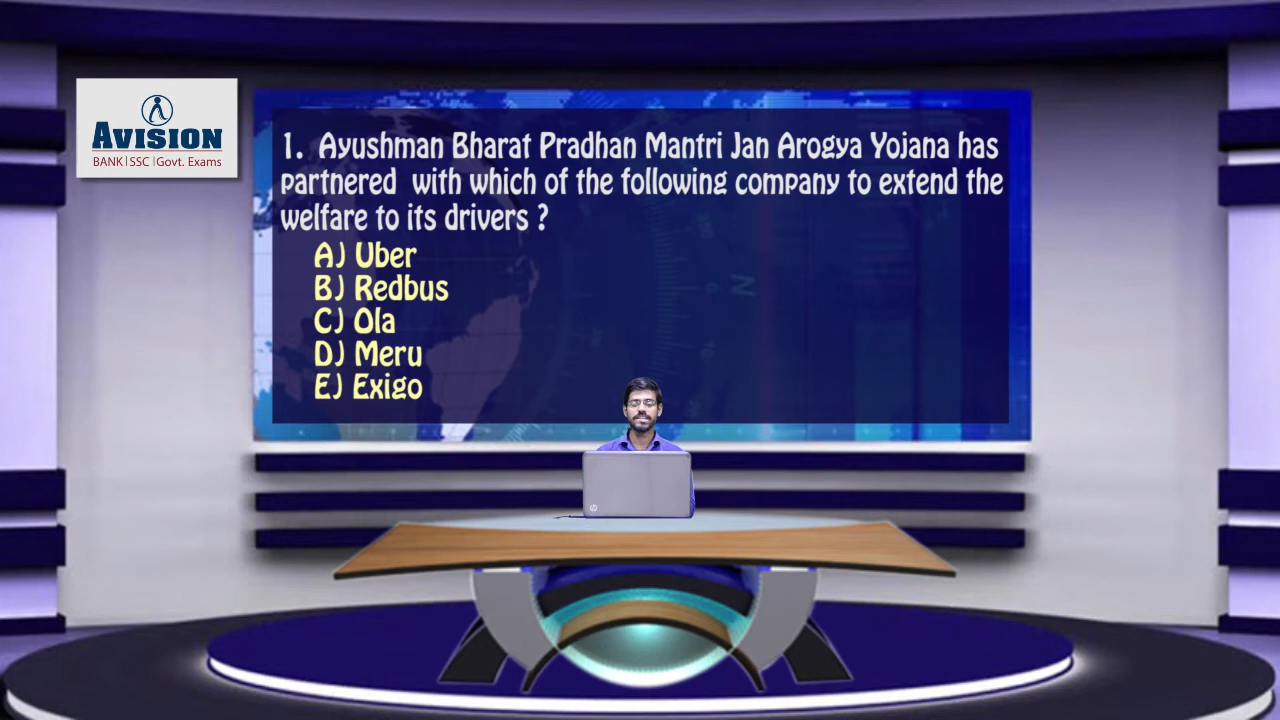 AVISION
BANK|SSC|Govt. Exams
1. Ayushman Bharat Pradhan Mantri Jan Arogya Yojana has
partnered with which of the following company to extend the
welfare to its drivers ?
A) Uber
B) Redbus
C) Ola
D) Meru
E) Exigo
hp